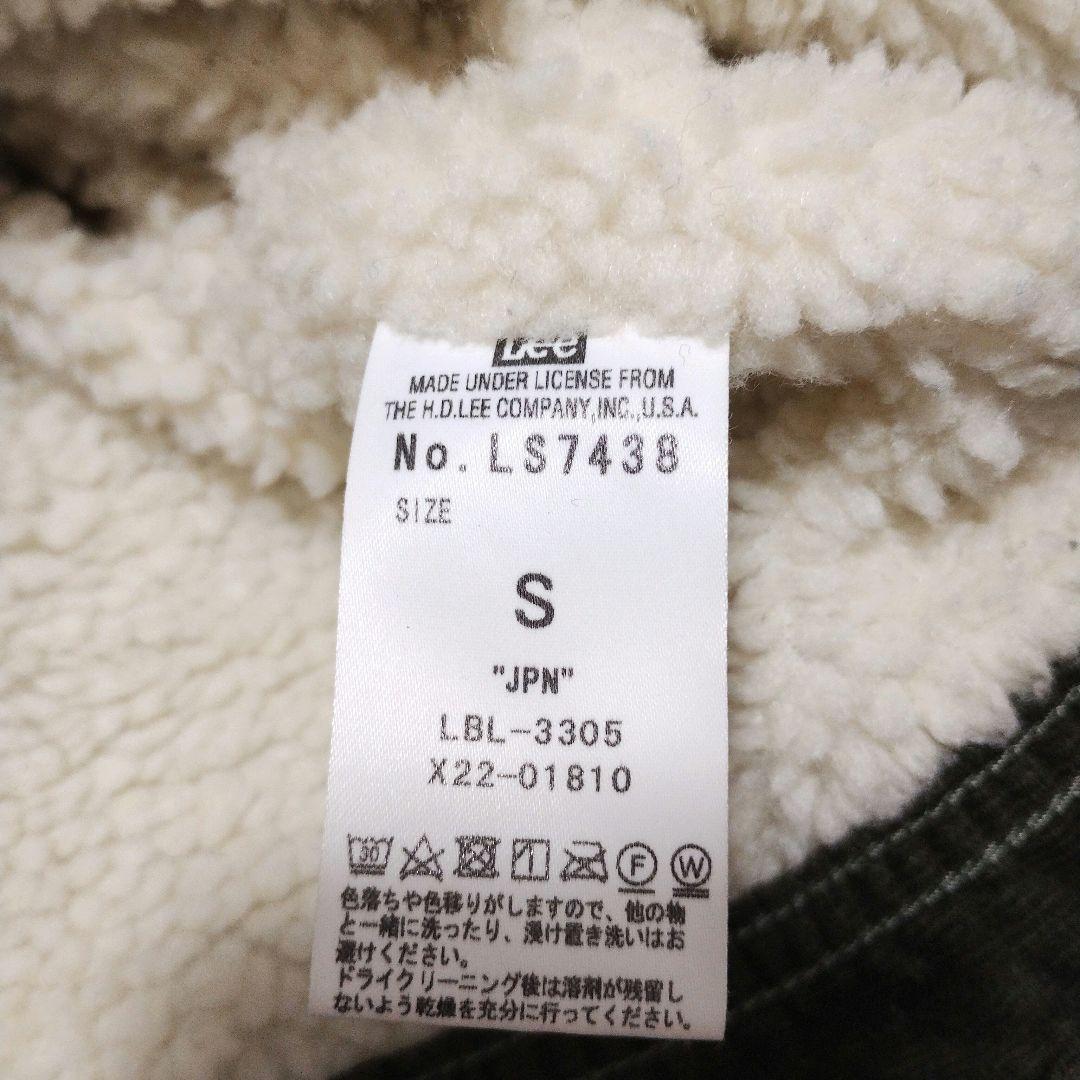 Lee
MADE UNDER LICENSE FROM
THE H.D.LEE COMPANY,INC.,U.S.A.
No. LS7438
SIZE
S
"JPN"
LBL-3305
X22-01810
30 F W
色落ちや色移りがしますので、他の物
と一緒に洗ったり、浸け置き洗いはお
避けください。
ドライクリーニング後は溶剤が残留し
ないよう乾燥を充分に行ってください。